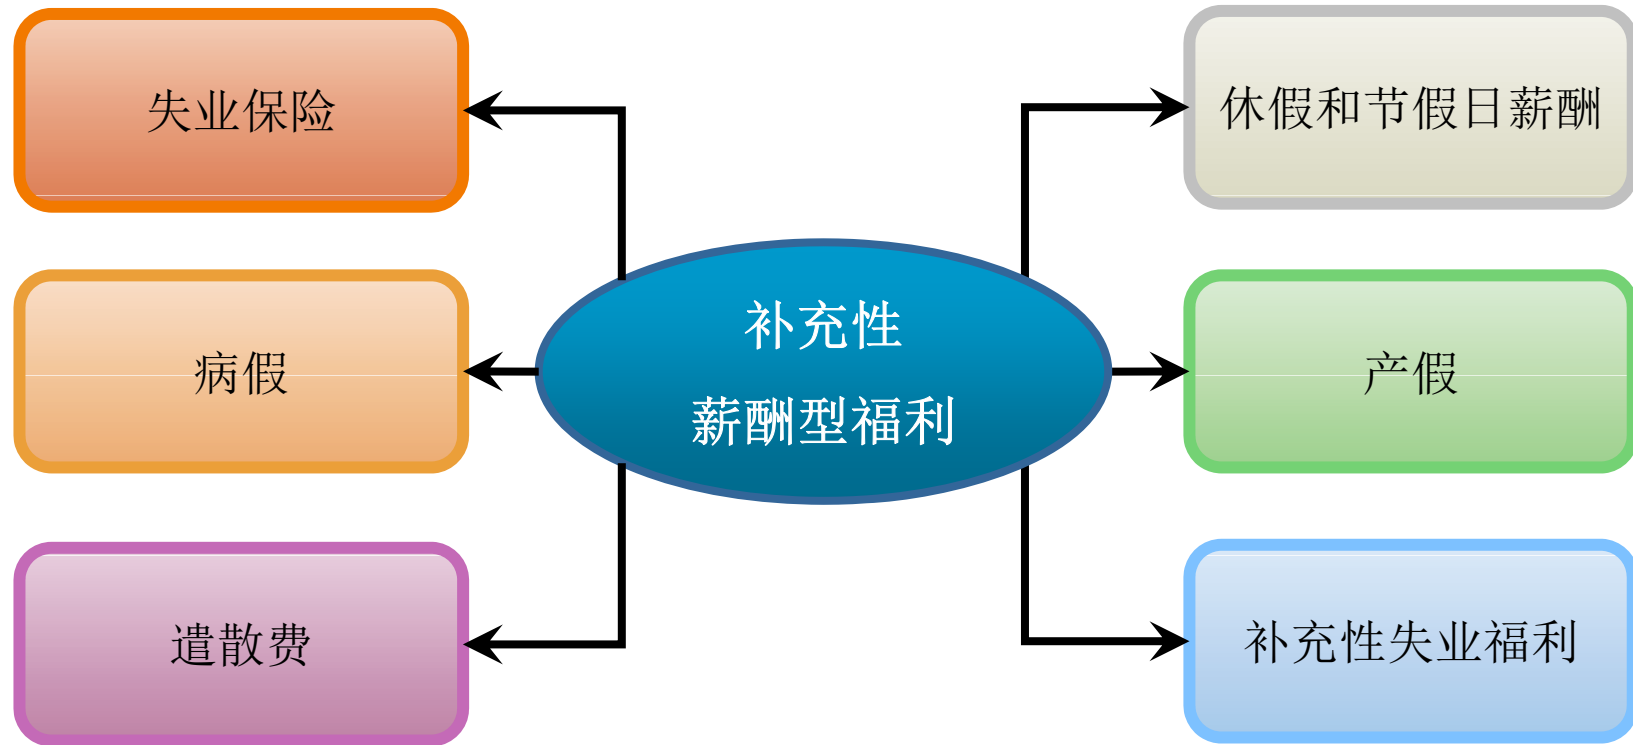 失业保险
休假和节假日薪酬
补充性
薪酬型福利
病假
产假
遣散费
补充性失业福利